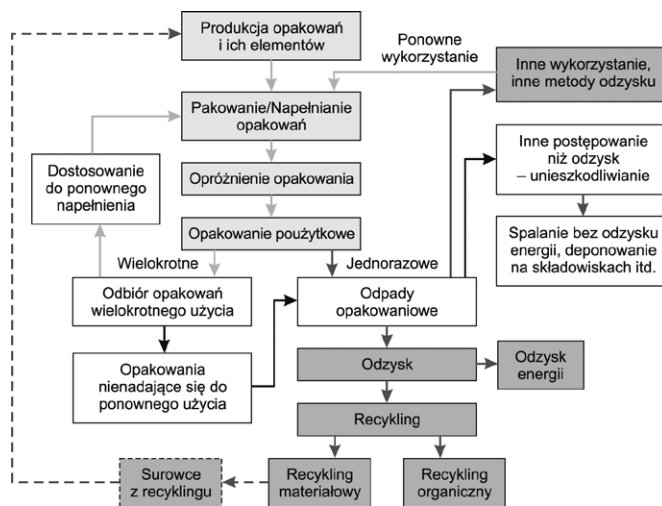 Produkcja opakowań
i ich elementów
Ponowne
wykorzystanie
Inne wykorzystanie,
inne metody odzysku
Pakowanie/Napełnianie
opakowań
Inne postępowanie
niż odzysk
– unieszkodliwianie
Dostosowanie
do ponownego
napełnienia
Opróżnienie opakowania
Opakowanie poużytkowe
Spalanie bez odzysku
energii, deponowanie
na składowiskach itd.
Wielokrotne
Jednorazowe
Odbiór opakowań
wielokrotnego użycia
Odpady
opakowaniowe
Opakowania
nienadające się do
ponownego użycia
Odzysk
Odzysk
energii
Recykling
Surowce
z recyklingu
Recykling
materiałowy
Recykling
organiczny